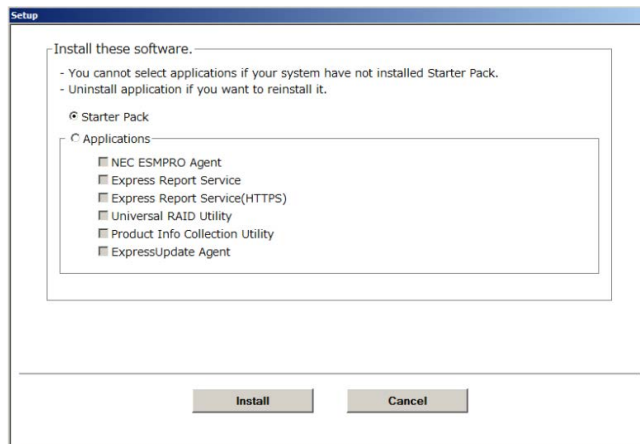 Setup
Install these software.
- You cannot select applications if your system have not installed Starter Pack.
- Uninstall application if you want to reinstall it.
Starter Pack
Applications
NEC ESMPRO Agent
Express Report Service
Express Report Service(HTTPS)
Universal RAID Utility
Product Info Collection Utility
ExpressUpdate Agent
Install
Cancel